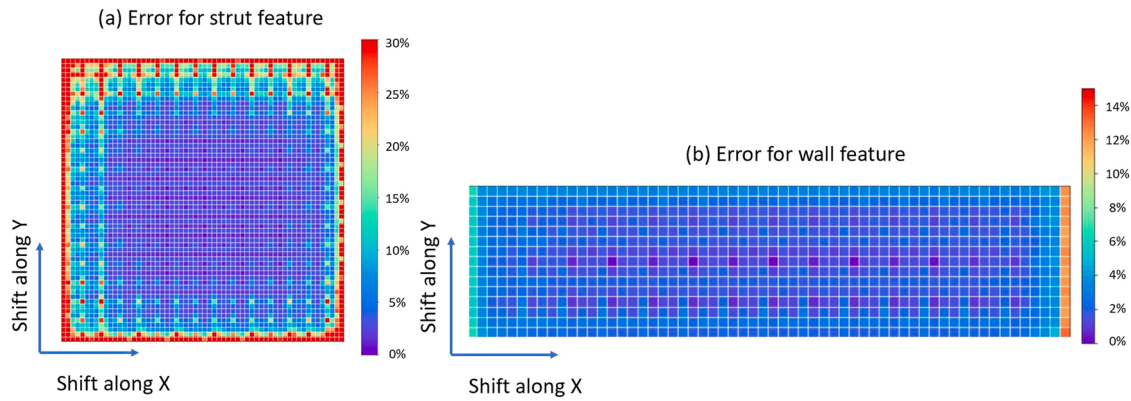 (a) Error for strut feature
30%
25%
20%
15%
10%
5%
0%
Shift along Y
Shift along X
(b) Error for wall feature
14%
12%
10%
8%
6%
4%
2%
0%
Shift along Y
Shift along X